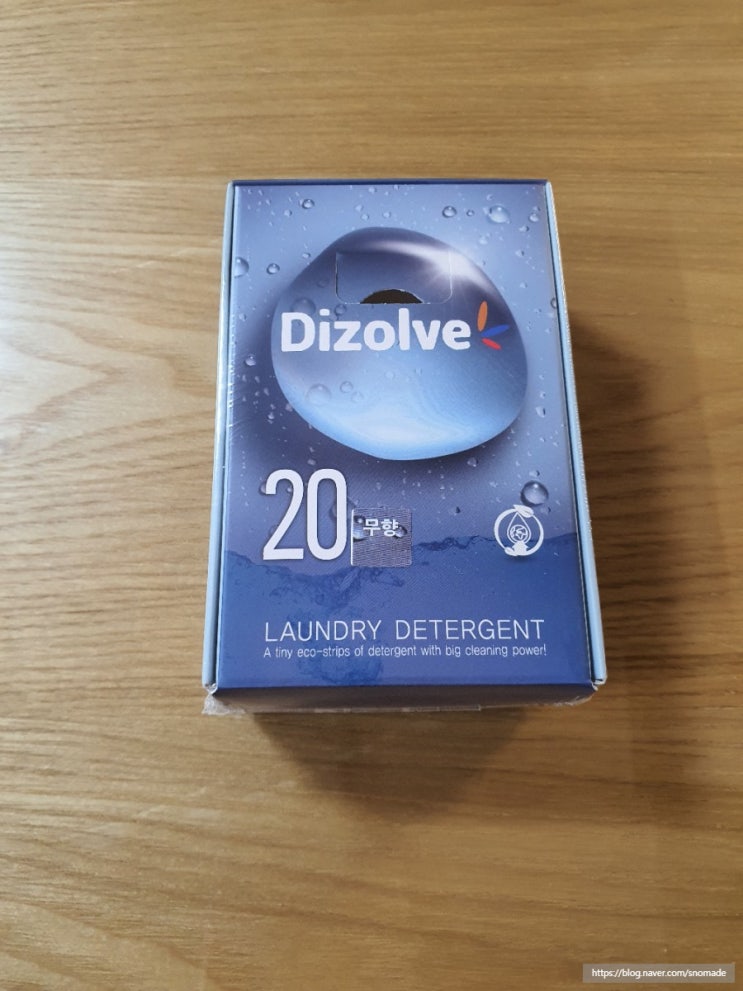 Dizolve
20 무향
LAUNDRY DETERGENT
A tiny eco-strips of detergent with big cleaning power!
https://blog.naver.com/snomade